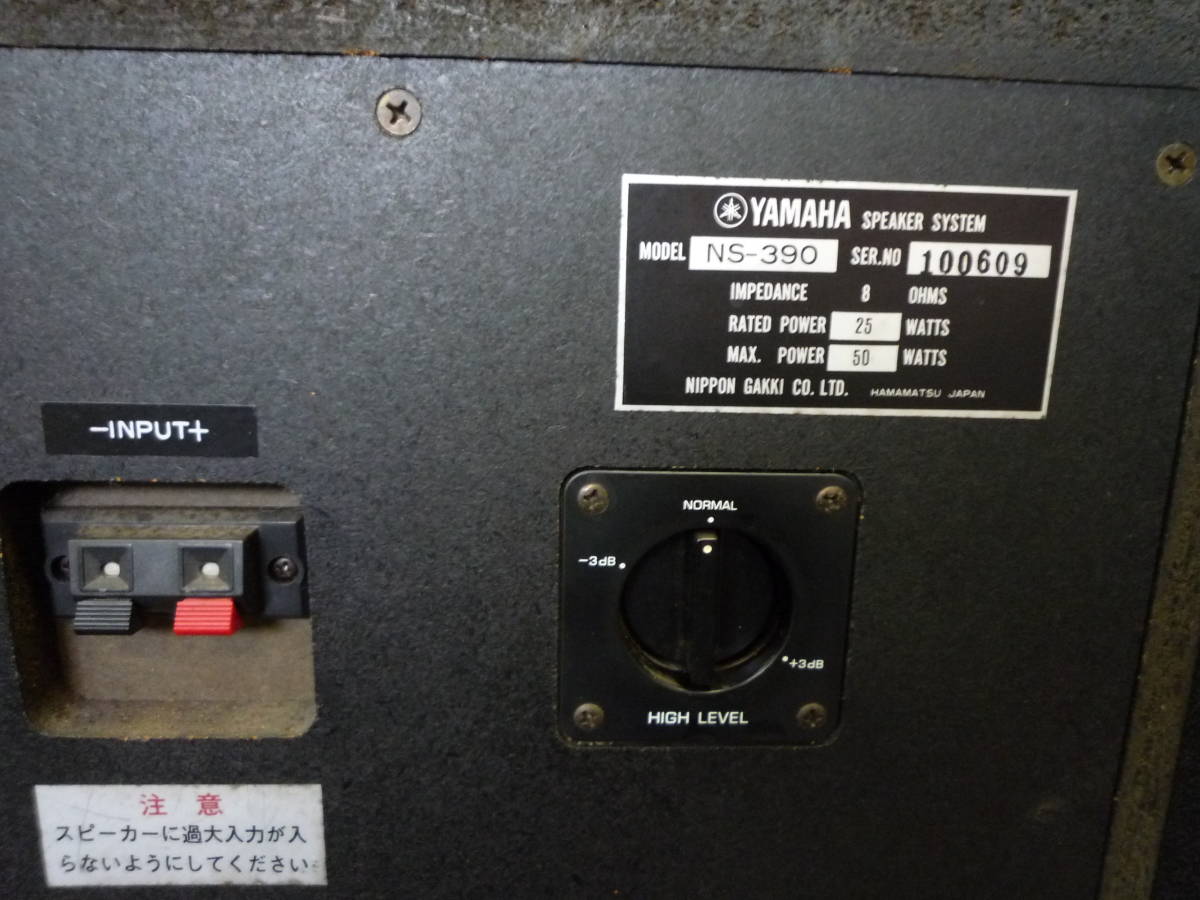 YAMAHA SPEAKER SYSTEM
MODEL NS-390 SER.NO 100609
IMPEDANCE 8 OHMS
RATED POWER 25 WATTS
MAX. POWER 50 WATTS
NIPPON GAKKI CO. LTD. HAMAMATSU JAPAN
−INPUT+
NORMAL
−3dB
+3dB
HIGH LEVEL
注 意
スピーカーに過大入力が入
らないようにしてください